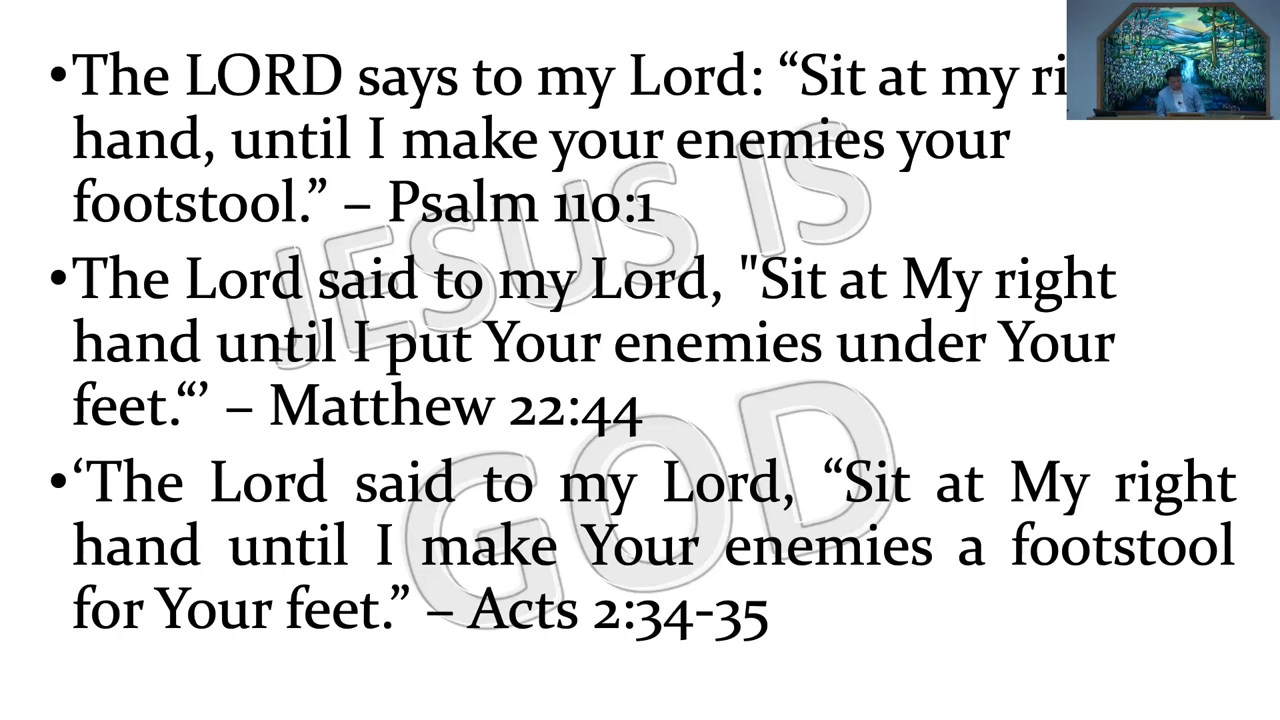 •The LORD says to my Lord: “Sit at my
hand, until I make your enemies your
footstool.” – Psalm 110:1
•The Lord said to my Lord, "Sit at My right
hand until I put Your enemies under Your
feet.“’ – Matthew 22:44
•‘The Lord said to my Lord, “Sit at My right
hand until I make Your enemies a footstool
for Your feet.” – Acts 2:34-35
JESUS IS
GOD